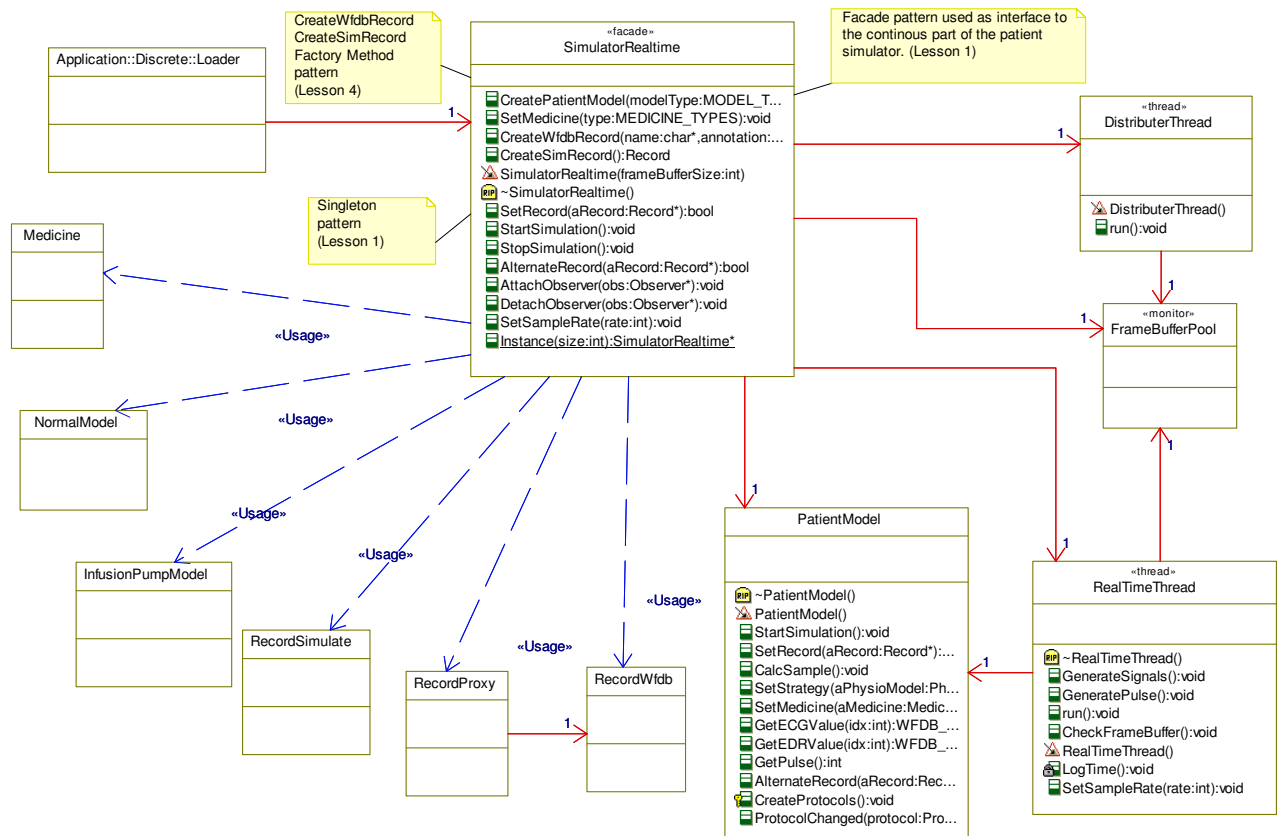 CreateWfdbRecord
CreateSimRecord
Factory Method
pattern
(Lesson 4)
«facade»
SimulatorRealtime
CreatePatientModel(modelType:MODEL_T...
SetMedicine(type:MEDICINE_TYPES):void
CreateWfdbRecord(name:char*,annotation:...
CreateSimRecord():Record
SimulatorRealtime(frameBufferSize:int)
RIP ~SimulatorRealtime()
SetRecord(aRecord:Record*):bool
StartSimulation():void
StopSimulation():void
AlternateRecord(aRecord:Record*):bool
AttachObserver(obs:Observer*):void
DetachObserver(obs:Observer*):void
SetSampleRate(rate:int):void
Instance(size:int):SimulatorRealtime*
Facade pattern used as interface to
the continous part of the patient
simulator. (Lesson 1)
Application::Discrete::Loader
1
«thread»
DistributerThread
DistributerThread()
run():void
1
Singleton
pattern
(Lesson 1)
Medicine
«Usage»
1
1
«monitor»
FrameBufferPool
NormalModel
«Usage»
1
InfusionPumpModel
«Usage»
RecordSimulate
«Usage»
RecordProxy
«Usage»
1
RecordWfdb
«Usage»
1
PatientModel
RIP ~PatientModel()
PatientModel()
StartSimulation():void
SetRecord(aRecord:Record*):...
CalcSample():void
SetStrategy(aPhysioModel:Ph...
SetMedicine(aMedicine:Medic...
GetECGValue(idx:int):WFDB_...
GetEDRValue(idx:int):WFDB_...
GetPulse():int
AlternateRecord(aRecord:Rec...
CreateProtocols():void
ProtocolChanged(protocol:Pro...
1
1
«thread»
RealTimeThread
RIP ~RealTimeThread()
GenerateSignals():void
GeneratePulse():void
run():void
CheckFrameBuffer():void
RealTimeThread()
LogTime():void
SetSampleRate(rate:int):void